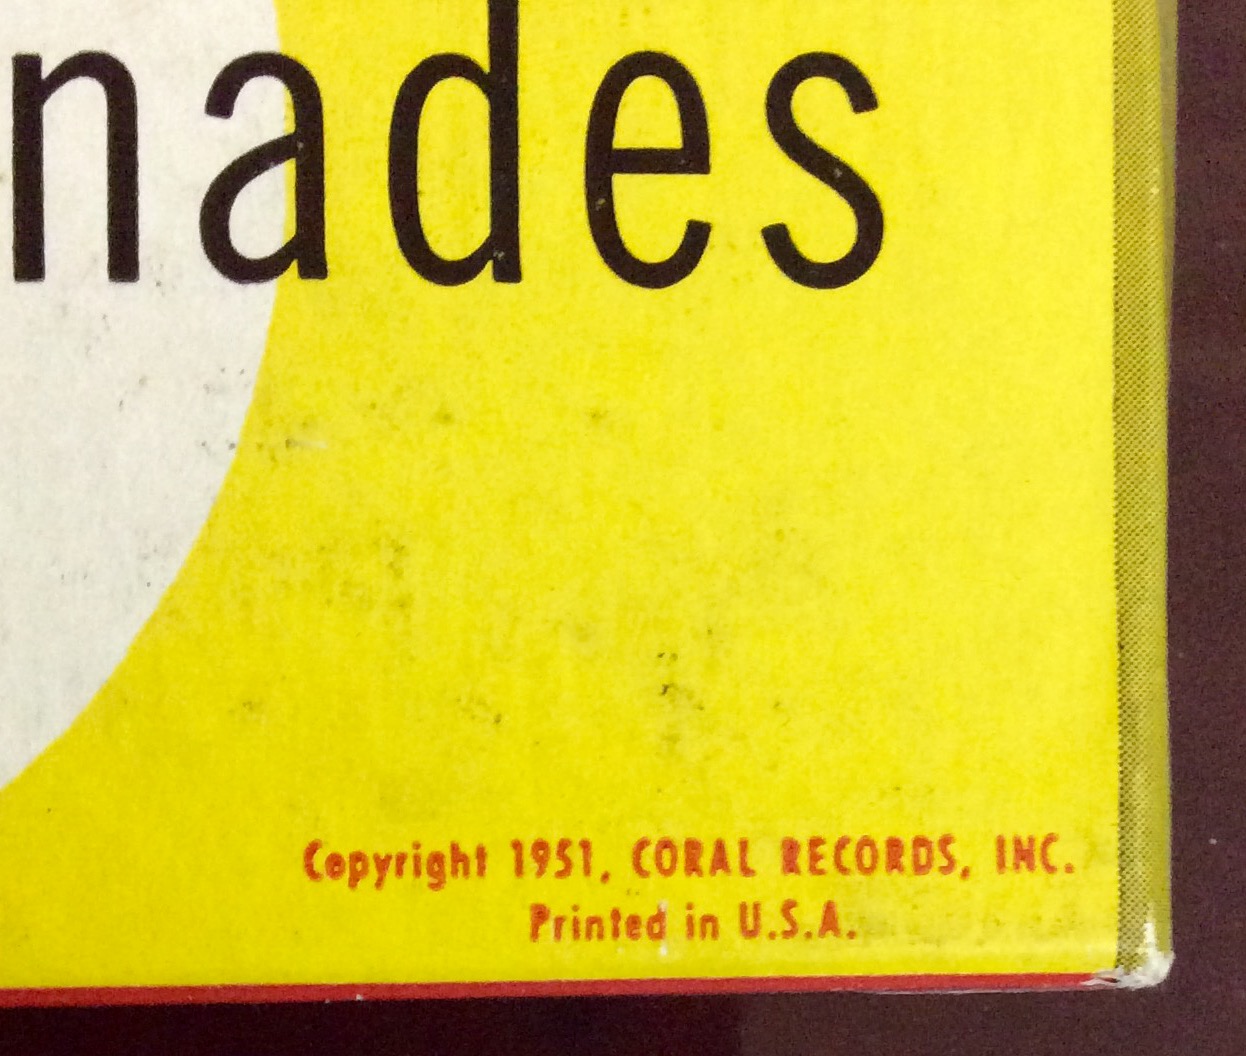 nades
Copyright 1951, CORAL RECORDS, INC.
Printed in U.S.A.